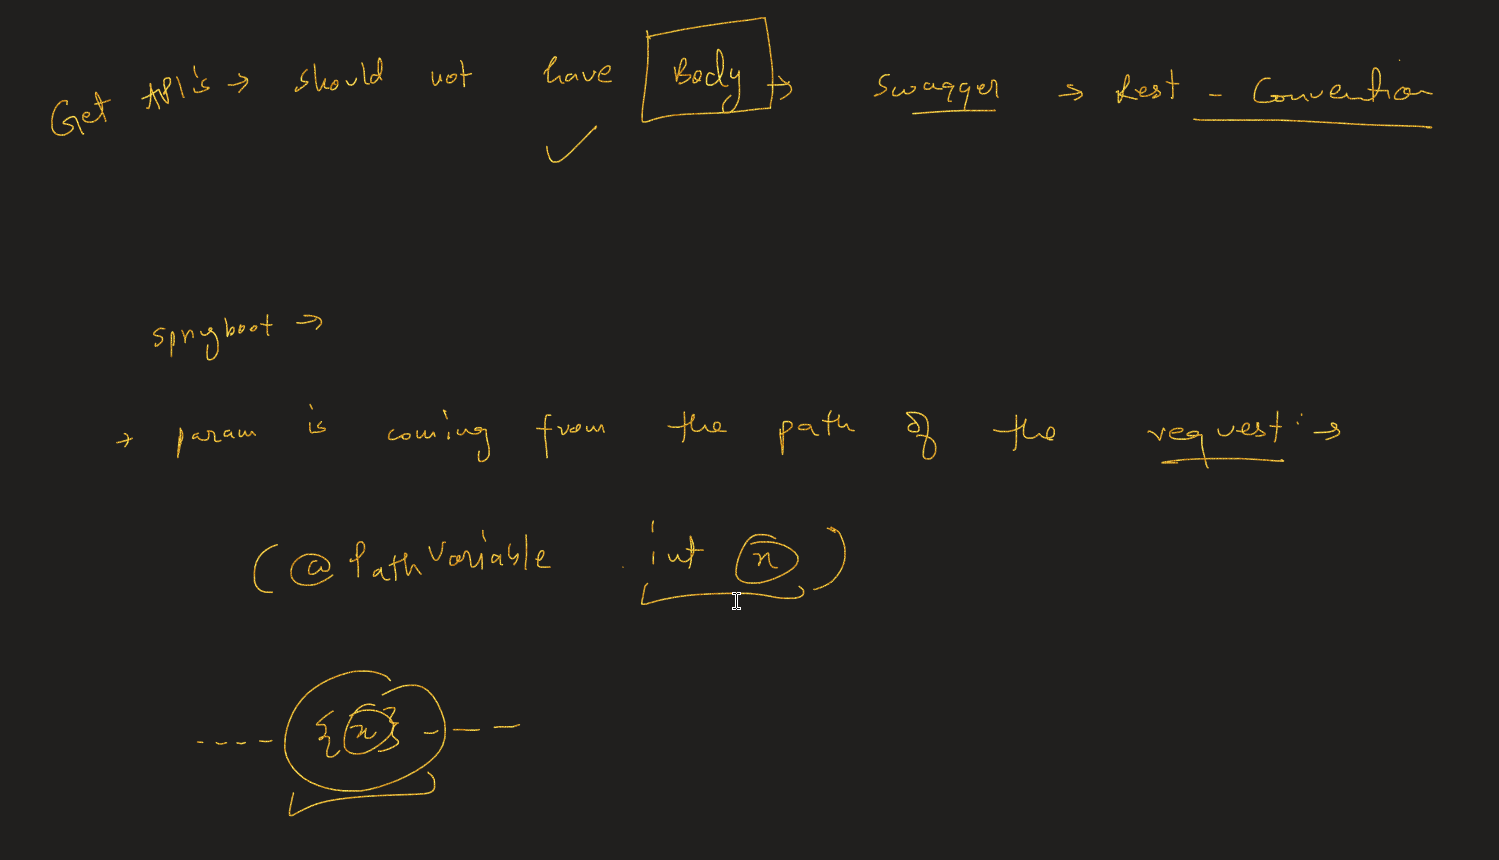 Get API's → should not have Body → Swagger → Rest - Convention
springboot →
→ param is coming from the path of the request: →
(@PathVariable int n)
---- {n} - - -